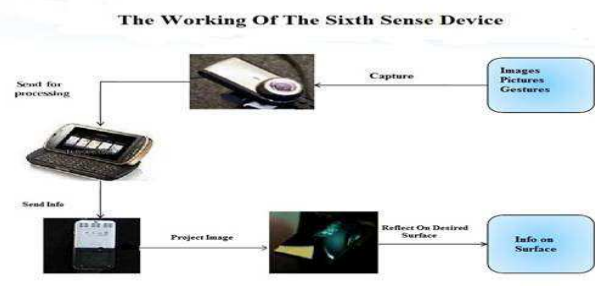 The Working Of The Sixth Sense Device
Images
Pictures
Gestures
Capture
Send for
processing
Send Info
Project Image
Reflect On Desired
Surface
Info on
Surface